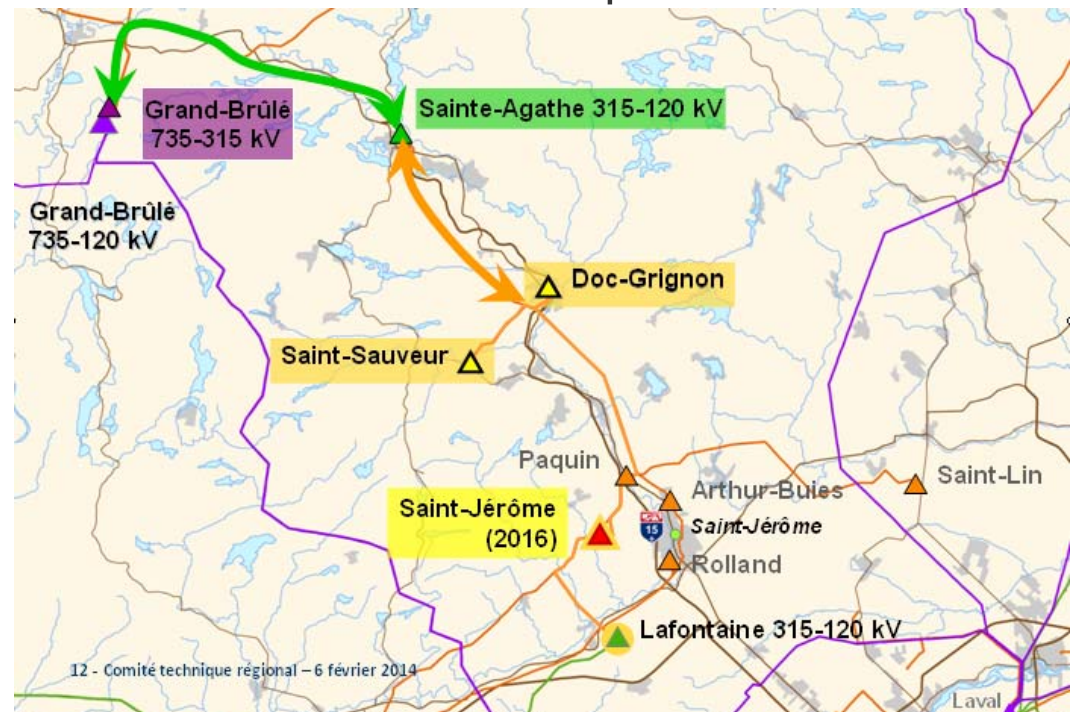 Grand-Brûlé
735-315 kV
Sainte-Agathe 315-120 kV
Grand-Brûlé
735-120 kV
Doc-Grignon
Saint-Sauveur
Paquin
Arthur-Buies
Saint-Lin
Saint-Jérôme
(2016)
15
Saint-Jérôme
Rolland
Lafontaine 315-120 kV
12 - Comité technique régional – 6 février 2014
Laval